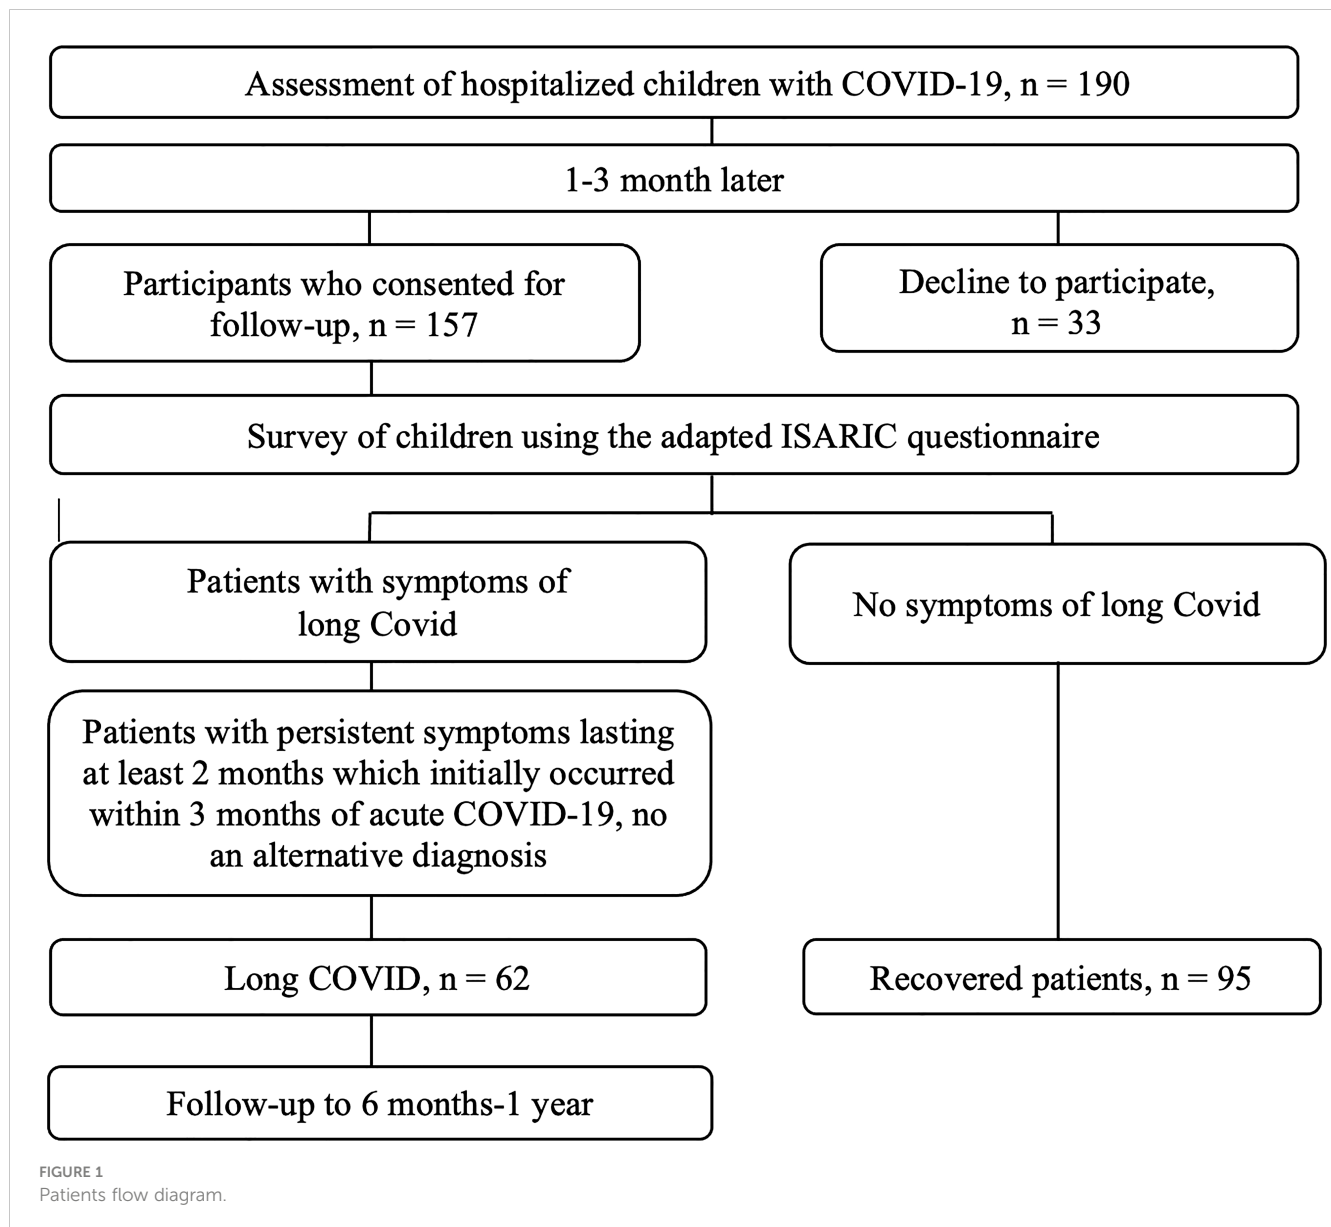 Assessment of hospitalized children with COVID-19, n = 190
1-3 month later
Participants who consented for
follow-up, n = 157
Decline to participate,
n = 33
Survey of children using the adapted ISARIC questionnaire
Patients with symptoms of
long Covid
No symptoms of long Covid
Patients with persistent symptoms lasting
at least 2 months which initially occurred
within 3 months of acute COVID-19, no
an alternative diagnosis
Long COVID, n = 62
Recovered patients, n = 95
Follow-up to 6 months-1 year
FIGURE 1
Patients flow diagram.